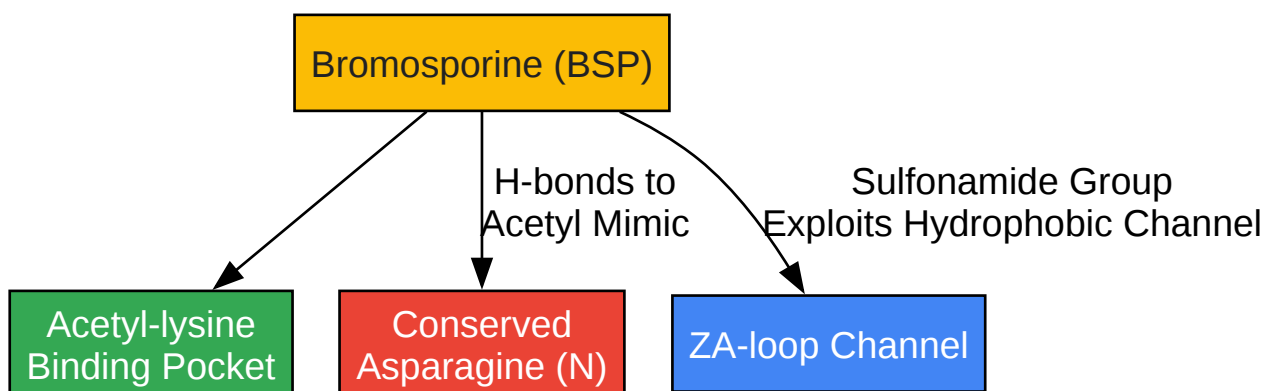 Bromosporine (BSP)
H-bonds to
Acetyl Mimic
Sulfonamide Group
Exploits Hydrophobic Channel
Acetyl-lysine
Binding Pocket
Conserved
Asparagine (N)
ZA-loop Channel